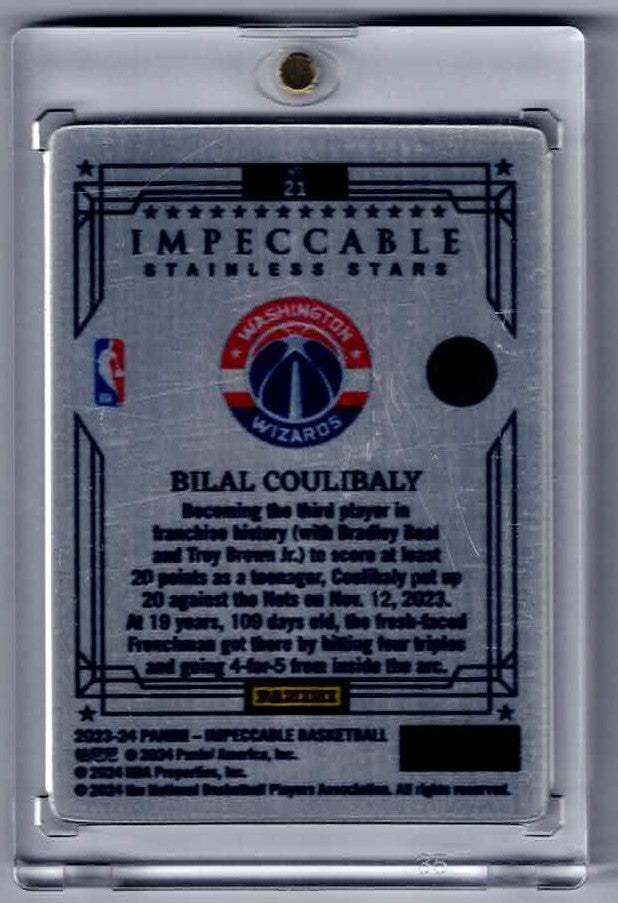 21
IMPECCABLE
STAINLESS STARS
WASHINGTON
WIZARDS
BILAL COULIBALY
Becoming the third player in
franchise history (with Bradley Beal
and Troy Brown Jr.) to score at least
20 points as a teenager, Coulibaly put up
20 against the Nets on Nov. 12, 2023.
At 19 years, 109 days old, the fresh-faced
Frenchman got there by hitting four triples
and going 4-for-5 from inside the arc.
PANINI
2023-24 PANINI – IMPECCABLE BASKETBALL
© 2024 Panini America, Inc.
© 2024 NBA Properties, Inc.
© 2024 the National Basketball Players Association. All rights reserved.